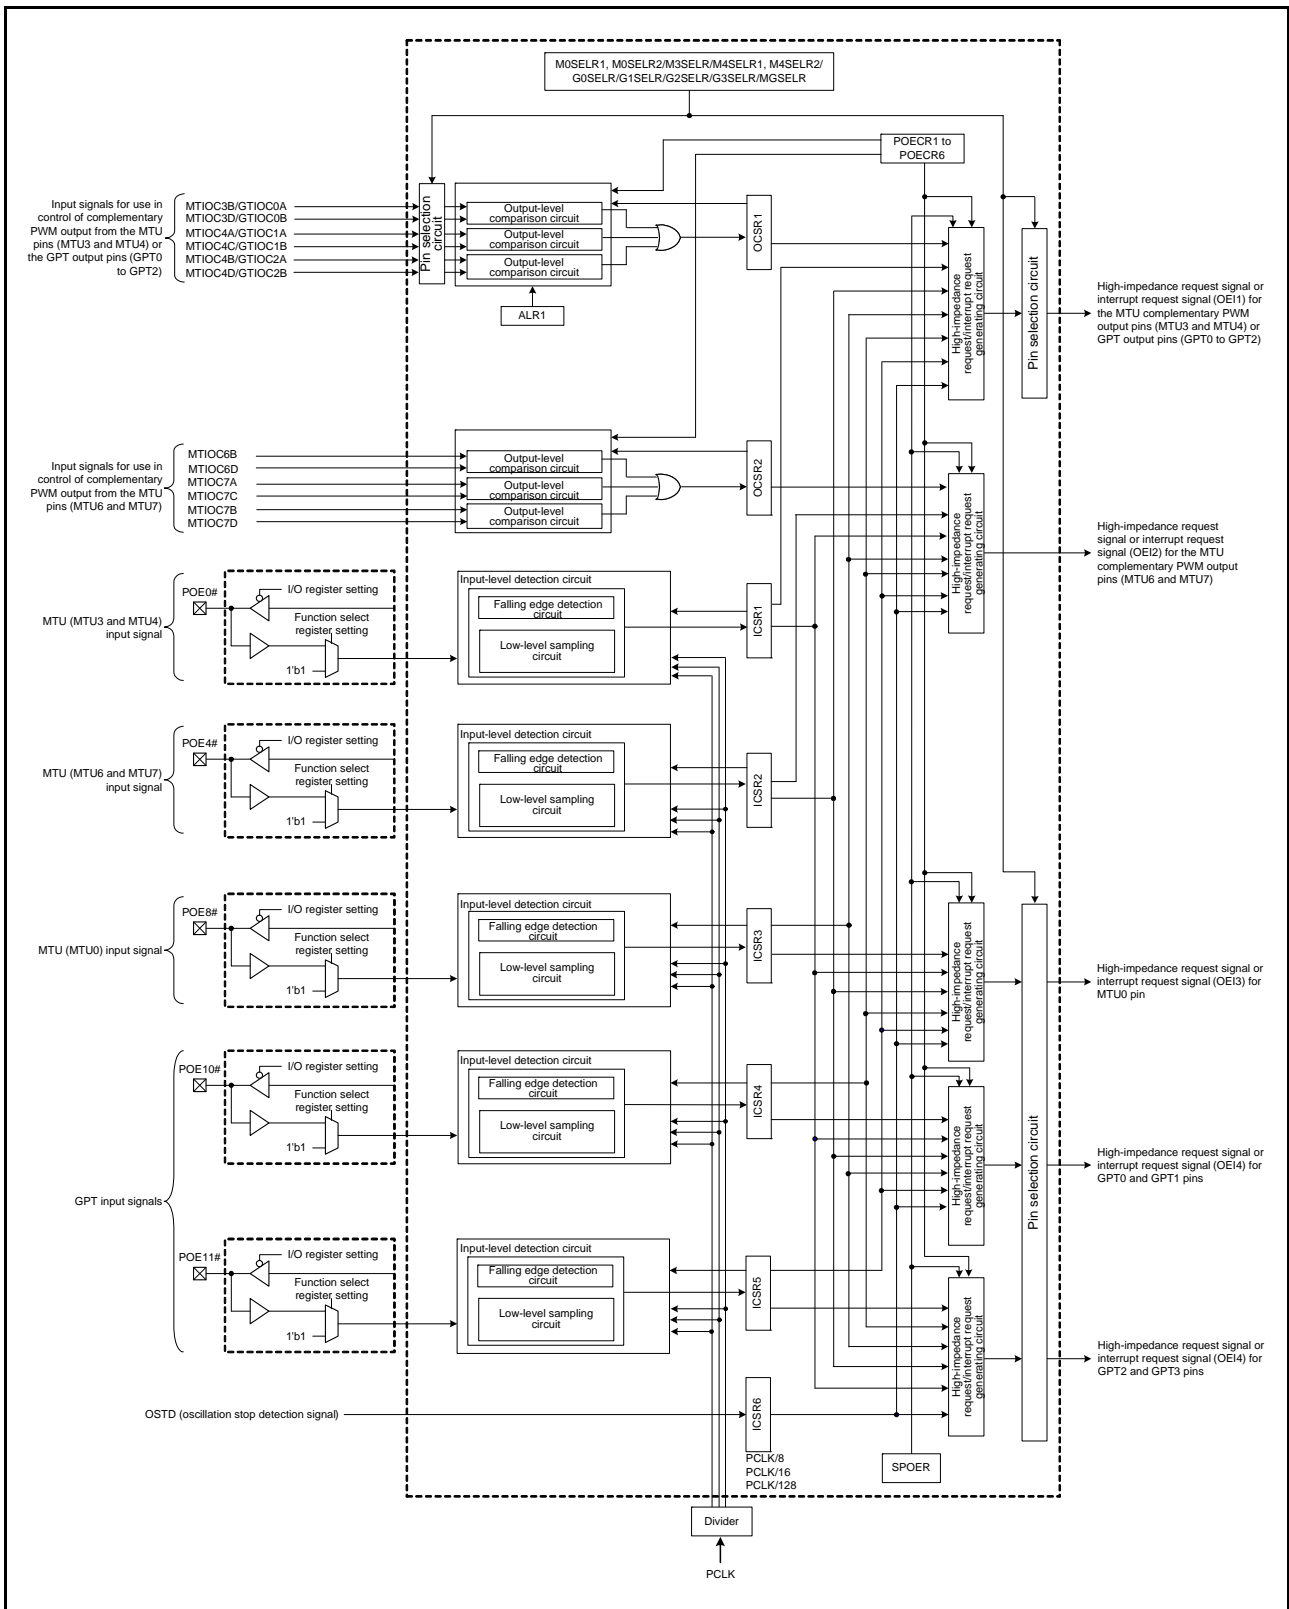 M0SELR1, M0SELR2/M3SELR/M4SELR1, M4SELR2/
G0SELR/G1SELR/G2SELR/G3SELR/MGSELR
POECR1 to
POECR6
Input signals for use in
control of complementary
PWM output from the MTU
pins (MTU3 and MTU4) or
the GPT output pins (GPT0
to GPT2)
MTIOC3B/GTIOC0A
MTIOC3D/GTIOC0B
MTIOC4A/GTIOC1A
MTIOC4C/GTIOC1B
MTIOC4B/GTIOC2A
MTIOC4D/GTIOC2B
Pin selection
circuit
Output-level
comparison circuit
Output-level
comparison circuit
Output-level
comparison circuit
ALR1
OCSR1
High-impedance
request/interrupt request
generating circuit
Pin selection circuit
High-impedance request signal or
interrupt request signal (OEI1) for
the MTU complementary PWM
output pins (MTU3 and MTU4) or
GPT output pins (GPT0 to GPT2)
Input signals for use in
control of complementary
PWM output from the MTU
pins (MTU6 and MTU7)
MTIOC6B
MTIOC6D
MTIOC7A
MTIOC7C
MTIOC7B
MTIOC7D
Output-level
comparison circuit
Output-level
comparison circuit
Output-level
comparison circuit
OCSR2
High-impedance
request/interrupt request
generating circuit
High-impedance request
signal or interrupt request
signal (OEI2) for the MTU
complementary PWM output
pins (MTU6 and MTU7)
MTU (MTU3 and MTU4)
input signal
POE0#
I/O register setting
Function select
register setting
1'b1
Input-level detection circuit
Falling edge detection
circuit
Low-level sampling
circuit
ICSR1
MTU (MTU6 and MTU7)
input signal
POE4#
I/O register setting
Function select
register setting
1'b1
Input-level detection circuit
Falling edge detection
circuit
Low-level sampling
circuit
ICSR2
MTU (MTU0) input signal
POE8#
I/O register setting
Function select
register setting
1'b1
Input-level detection circuit
Falling edge detection
circuit
Low-level sampling
circuit
ICSR3
High-impedance
request/interrupt request
generating circuit
Pin selection circuit
High-impedance request signal or
interrupt request signal (OEI3) for
MTU0 pin
GPT input signals
POE10#
I/O register setting
Function select
register setting
1'b1
Input-level detection circuit
Falling edge detection
circuit
Low-level sampling
circuit
ICSR4
High-impedance
request/interrupt request
generating circuit
High-impedance request signal or
interrupt request signal (OEI4) for
GPT0 and GPT1 pins
POE11#
I/O register setting
Function select
register setting
1'b1
Input-level detection circuit
Falling edge detection
circuit
Low-level sampling
circuit
ICSR5
High-impedance
request/interrupt request
generating circuit
High-impedance request signal or
interrupt request signal (OEI4) for
GPT2 and GPT3 pins
OSTD (oscillation stop detection signal)
ICSR6
PCLK/8
PCLK/16
PCLK/128
SPOER
Divider
PCLK